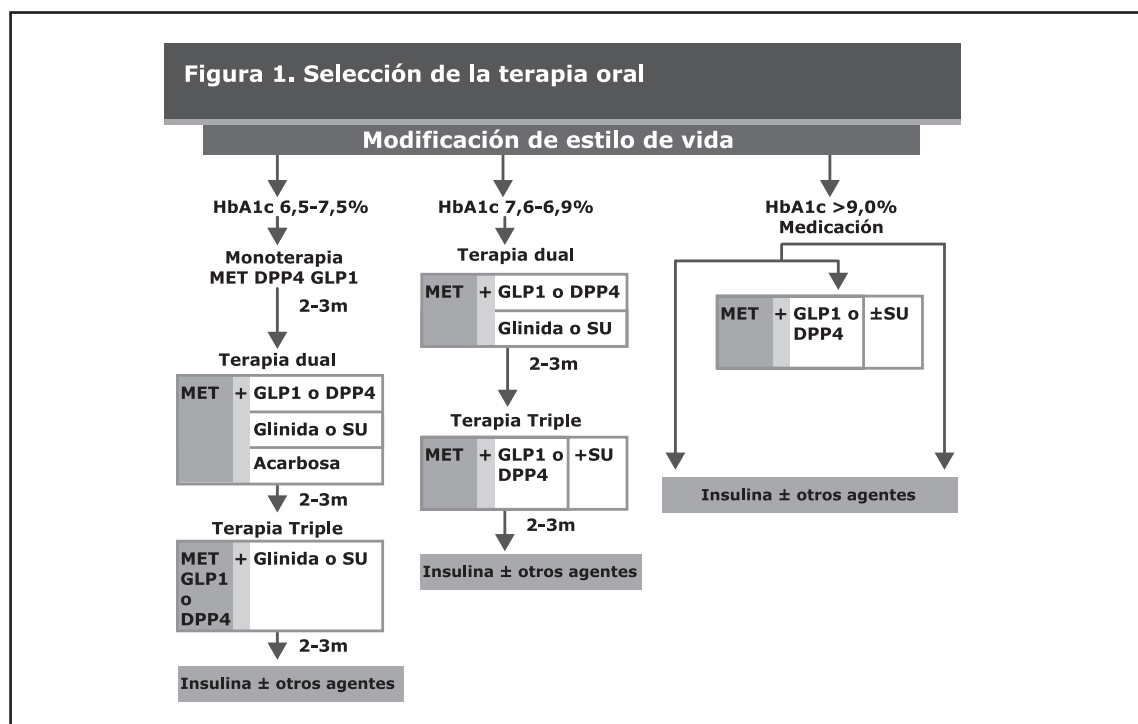 Figura 1. Selección de la terapia oral
Modificación de estilo de vida
HbA1c 6,5-7,5%
Monoterapia
MET DPP4 GLP1
2-3m
Terapia dual
MET + GLP1 o DPP4
Glinida o SU
Acarbosa
2-3m
Terapia Triple
MET + Glinida o SU
GLP1
o
DPP4
2-3m
Insulina ± otros agentes
HbA1c 7,6-6,9%
Terapia dual
MET + GLP1 o DPP4
Glinida o SU
2-3m
Terapia Triple
MET + GLP1 o +SU
DPP4
2-3m
Insulina ± otros agentes
HbA1c >9,0%
Medicación
MET + GLP1 o ±SU
DPP4
Insulina ± otros agentes